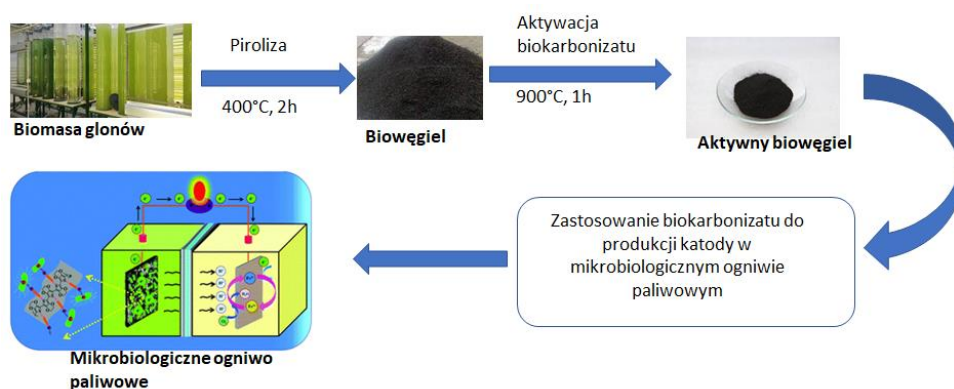 Piroliza
400°C, 2h
Biomasa glonów
Biowęgiel
Aktywacja
biokarbonizatu
900°C, 1h
Aktywny biowęgiel
Zastosowanie biokarbonizatu do
produkcji katody w
mikrobiologicznym ogniwie
paliwowym
Mikrobiologiczne ogniwo
paliwowe